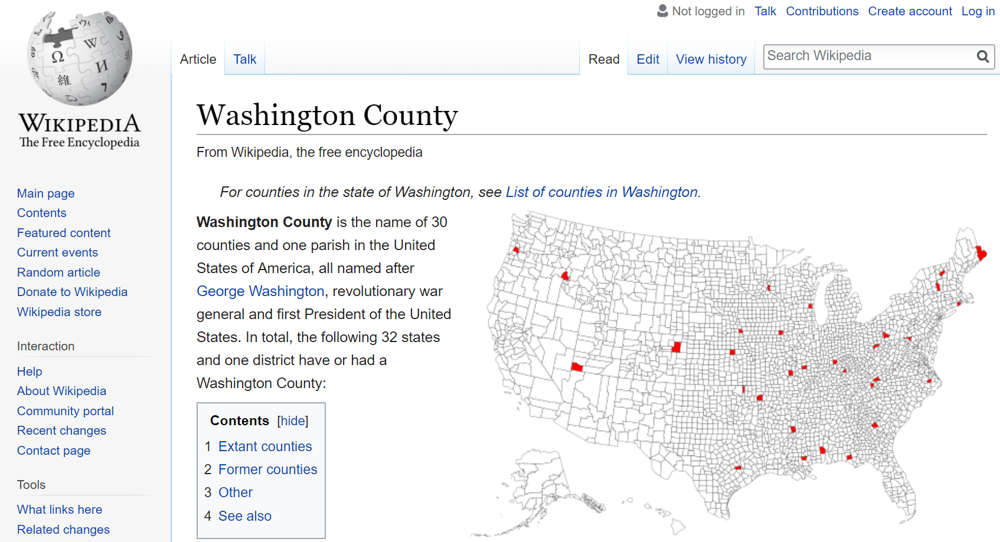 Not logged in Talk Contributions Create account Log in
Article Talk Read Edit View history Search Wikipedia
WIKIPEDIA
The Free Encyclopedia
Main page
Contents
Featured content
Current events
Random article
Donate to Wikipedia
Wikipedia store
Interaction
Help
About Wikipedia
Community portal
Recent changes
Contact page
Tools
What links here
Related changes
Washington County
From Wikipedia, the free encyclopedia
For counties in the state of Washington, see List of counties in Washington.
Washington County is the name of 30
counties and one parish in the United
States of America, all named after
George Washington, revolutionary war
general and first President of the United
States. In total, the following 32 states
and one district have or had a
Washington County:
Contents [hide]
1 Extant counties
2 Former counties
3 Other
4 See also